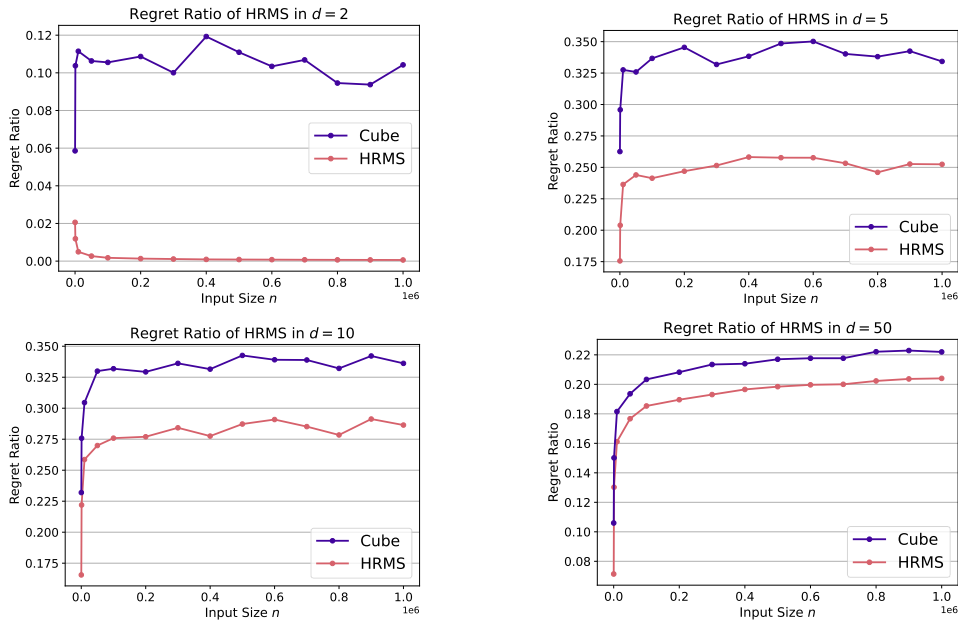 Regret Ratio of HRMS in d = 2
0.12
0.10
0.08
0.06
0.04
0.02
0.00
Regret Ratio
Cube
HRMS
0.0 0.2 0.4 0.6 0.8 1.0
1e6
Input Size n
Regret Ratio of HRMS in d = 5
0.350
0.325
0.300
0.275
0.250
0.225
0.200
0.175
Regret Ratio
Cube
HRMS
0.0 0.2 0.4 0.6 0.8 1.0
1e6
Input Size n
Regret Ratio of HRMS in d = 10
0.350
0.325
0.300
0.275
0.250
0.225
0.200
0.175
Regret Ratio
Cube
HRMS
0.0 0.2 0.4 0.6 0.8 1.0
1e6
Input Size n
Regret Ratio of HRMS in d = 50
0.22
0.20
0.18
0.16
0.14
0.12
0.10
0.08
Regret Ratio
Cube
HRMS
0.0 0.2 0.4 0.6 0.8 1.0
1e6
Input Size n